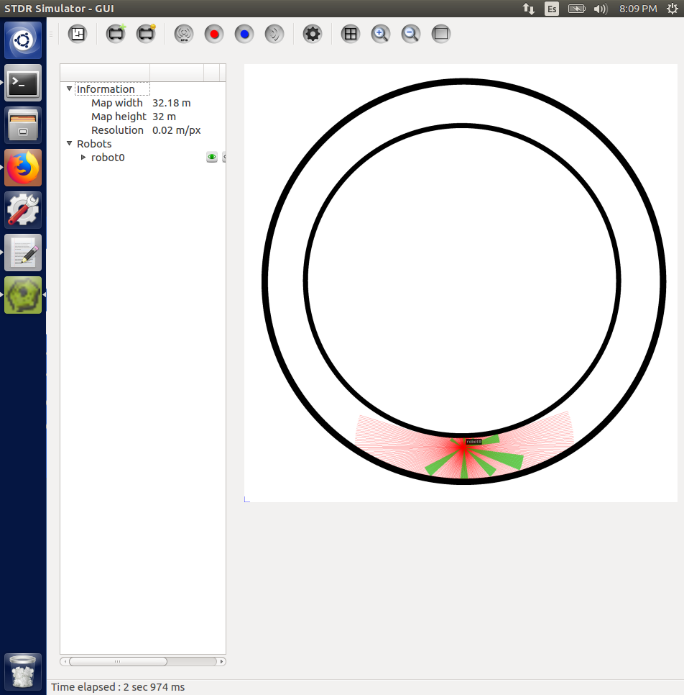 STDR Simulator - GUI
Es
8:09 PM
Information
Map width 32.18 m
Map height 32 m
Resolution 0.02 m/px
Robots
robot0
robot0
Time elapsed : 2 sec 974 ms